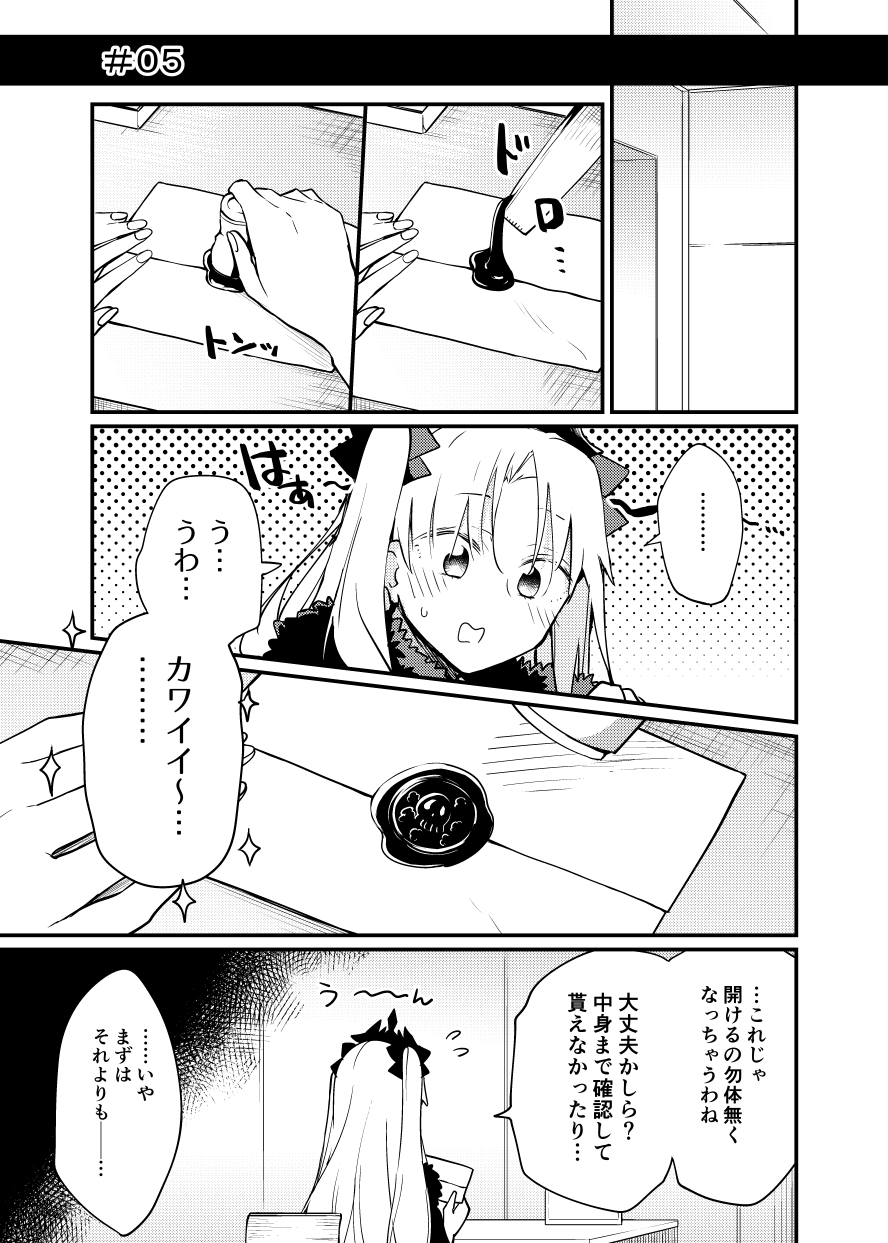 #05
ドロ
トンッ
………
はぁ~~…
う…
うわ…
カワイイ～…
………
…これじゃ
開けるの勿体無く
なっちゃうわね
大丈夫かしら？
中身まで確認して
貰えなかったり…
う~~ん
……いや
まずは
それよりも――…